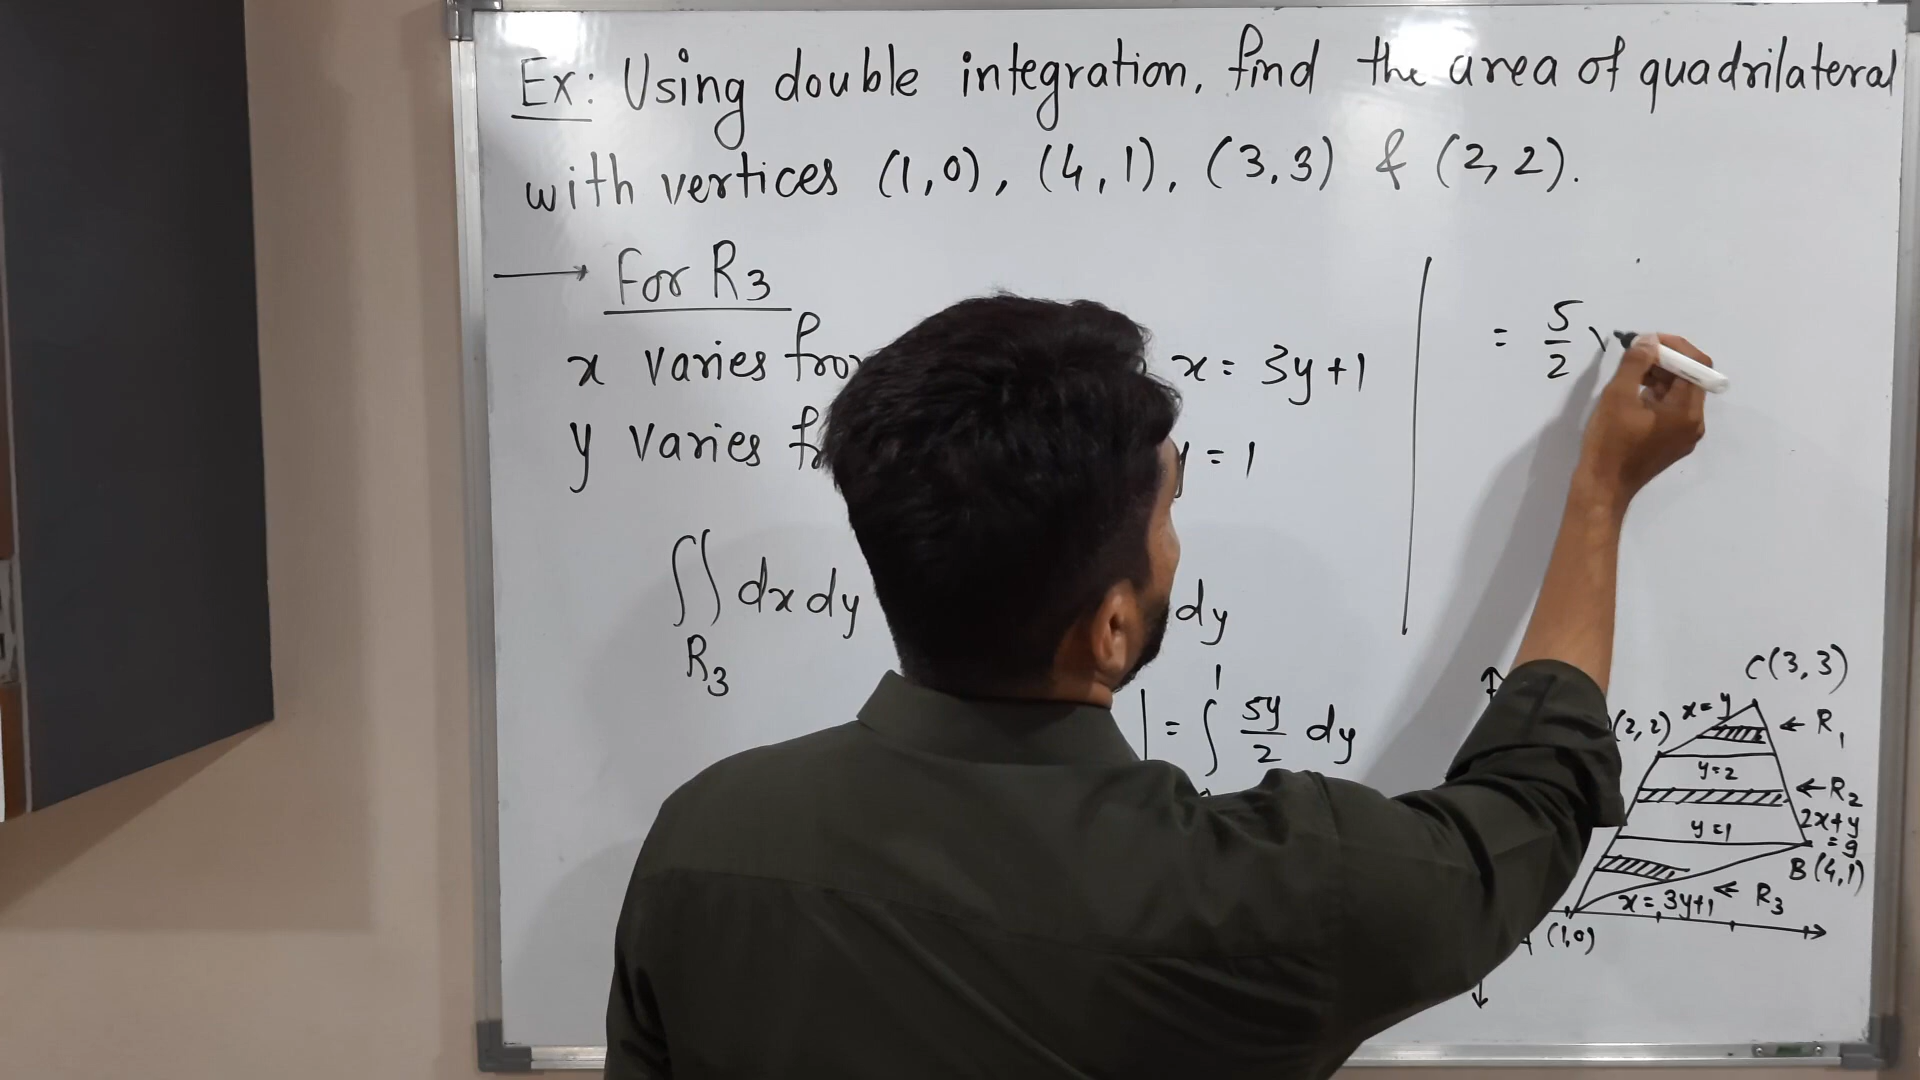 Ex: Using double integration, find the area of quadrilateral
with vertices (1,0), (4,1), (3,3) & (2,2).
→ For R3
x varies x = 3y+1
y varies = 1
∬ dx dy dy
R3
1
= ∫ 5y/2 dy
= 5/2
C(3,3)
(2,2) x=y ← R1
y=2
← R2
y=1 2x+y
=9
B(4,1)
x=3y+1 ← R3
(1,0)